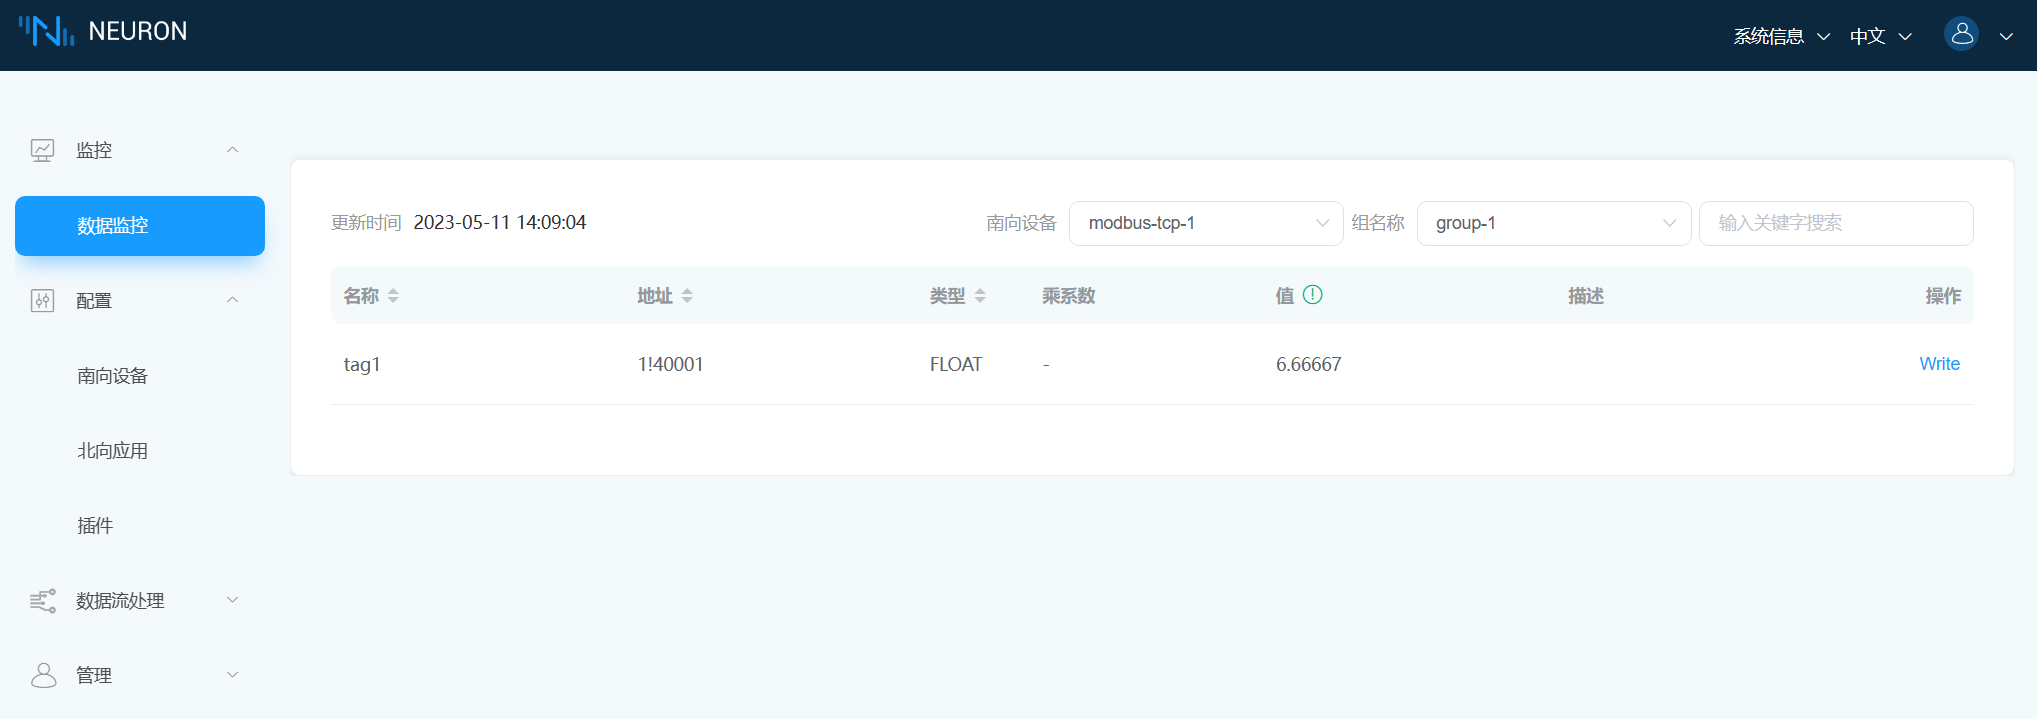 NEURON
系统信息 中文
监控
数据监控
配置
南向设备
北向应用
插件
数据流处理
管理
更新时间 2023-05-11 14:09:04 南向设备 modbus-tcp-1 组名称 group-1 输入关键字搜索
名称 地址 类型 乘系数 值 描述 操作
tag1 1!40001 FLOAT - 6.66667 Write